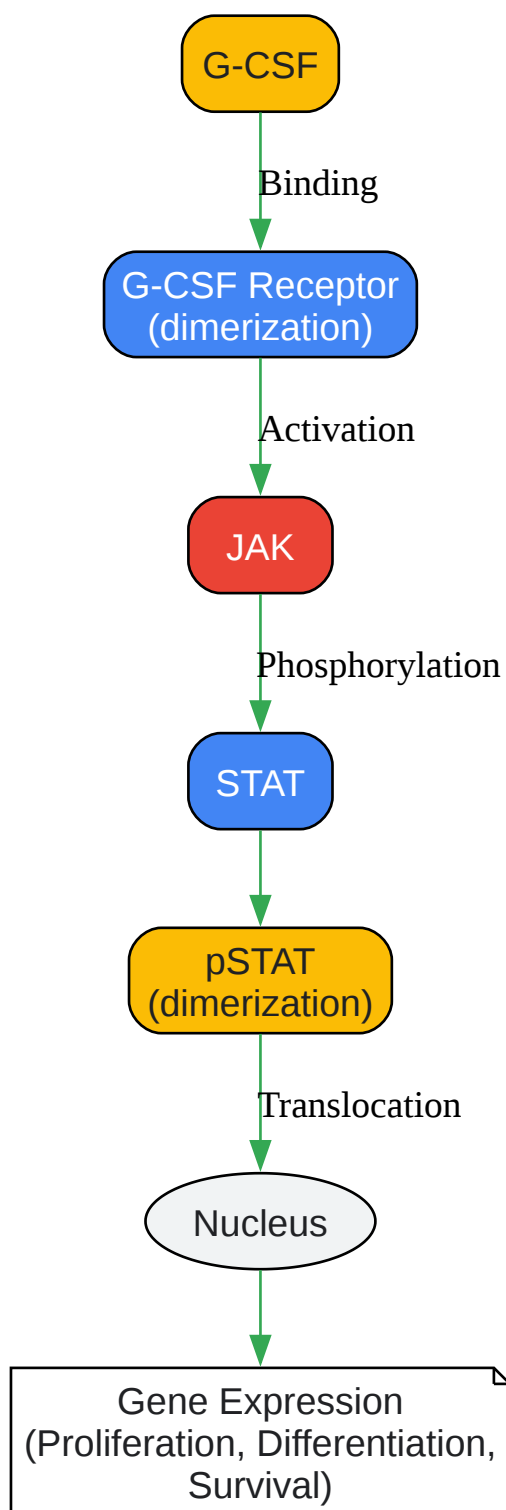 G-CSF
Binding
G-CSF Receptor
(dimerization)
Activation
JAK
Phosphorylation
STAT
pSTAT
(dimerization)
Translocation
Nucleus
Gene Expression
(Proliferation, Differentiation,
Survival)